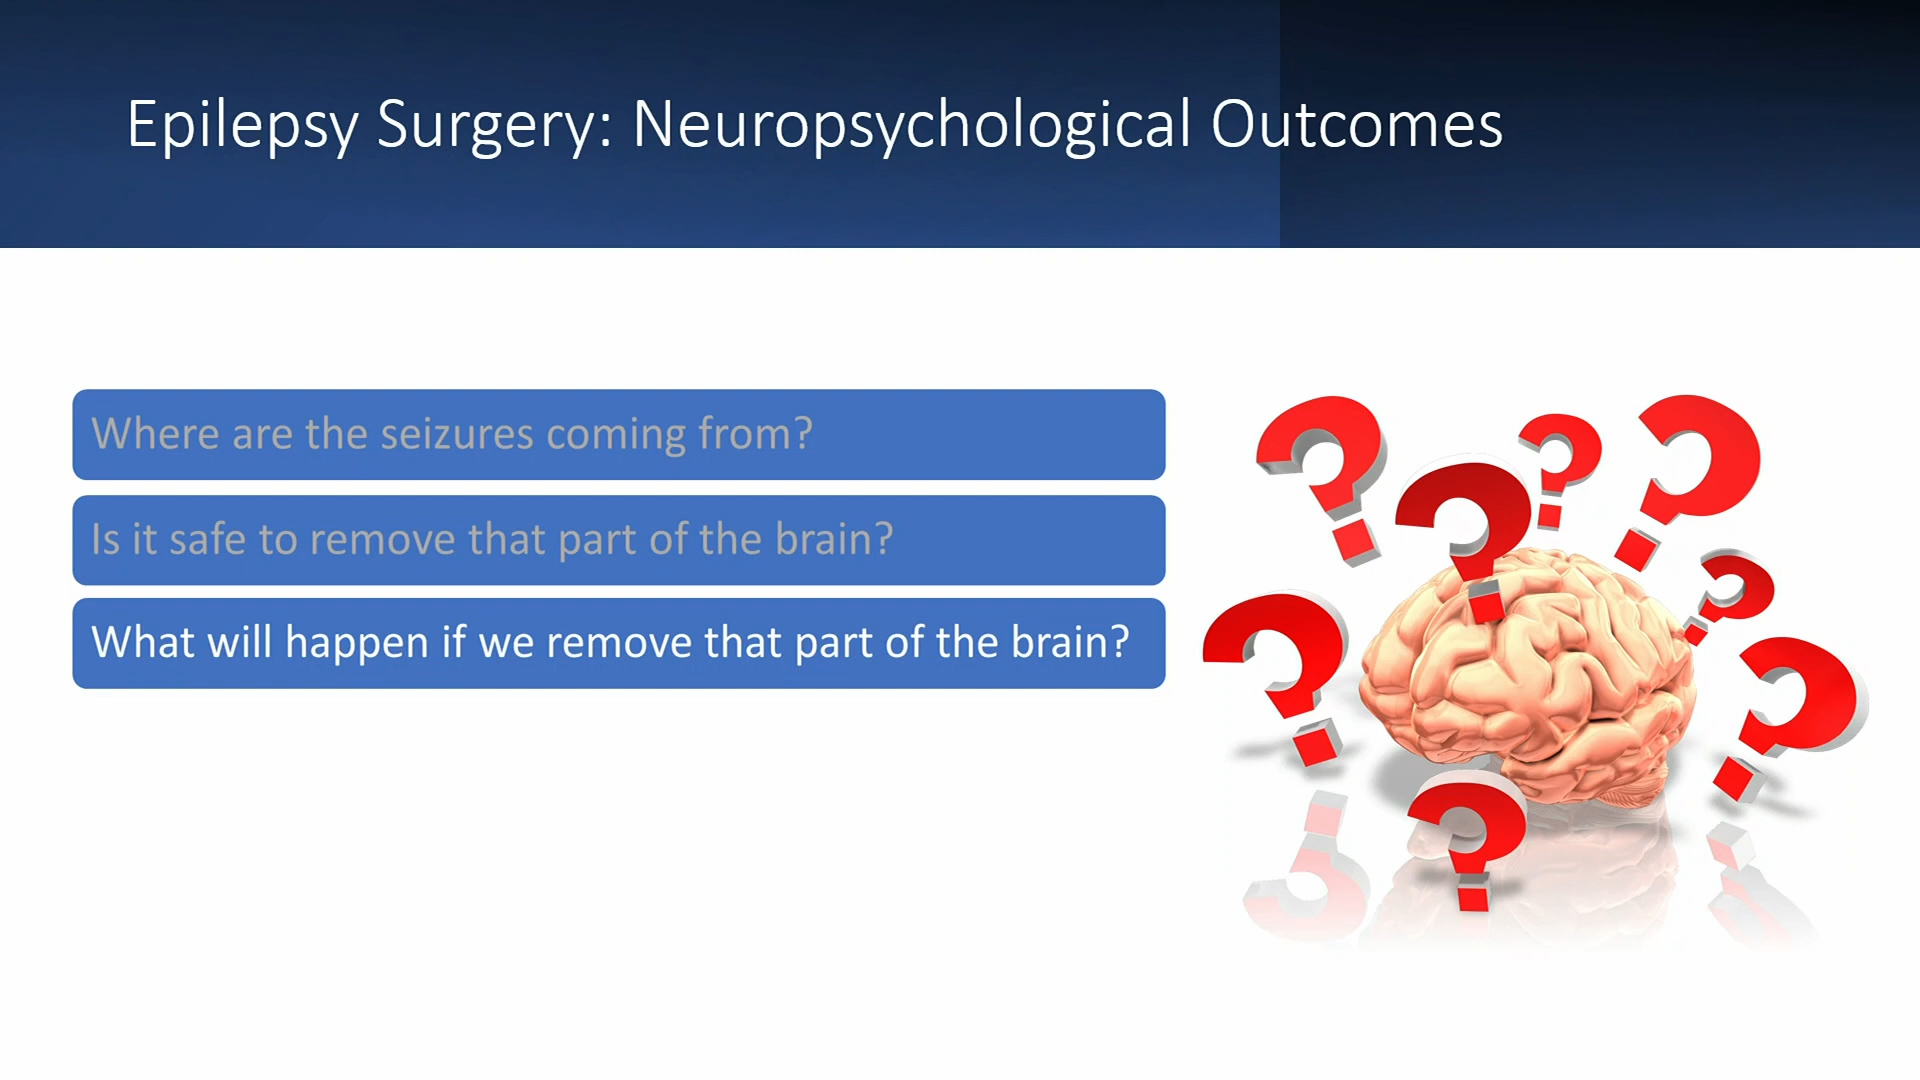 Epilepsy Surgery: Neuropsychological Outcomes
Where are the seizures coming from?
Is it safe to remove that part of the brain?
What will happen if we remove that part of the brain?